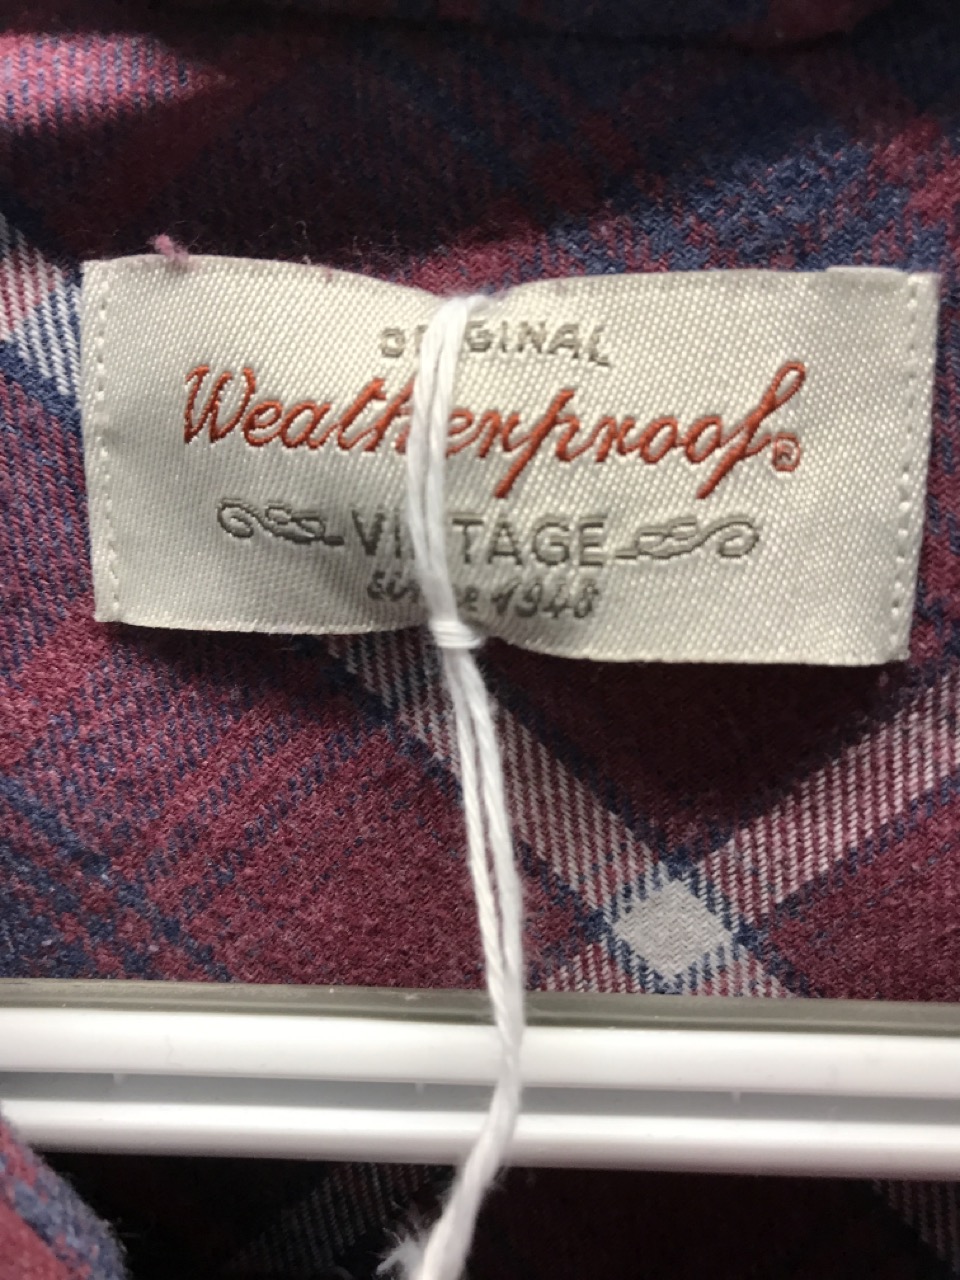 ORIGINAL
Weatherproof®
VINTAGE
since 1948